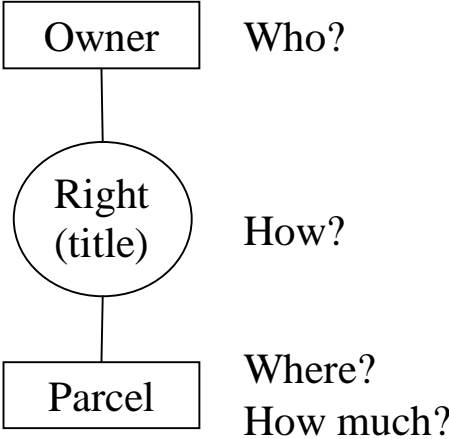 Owner Who?
Right
(title)
How?
Where?
Parcel
How much?